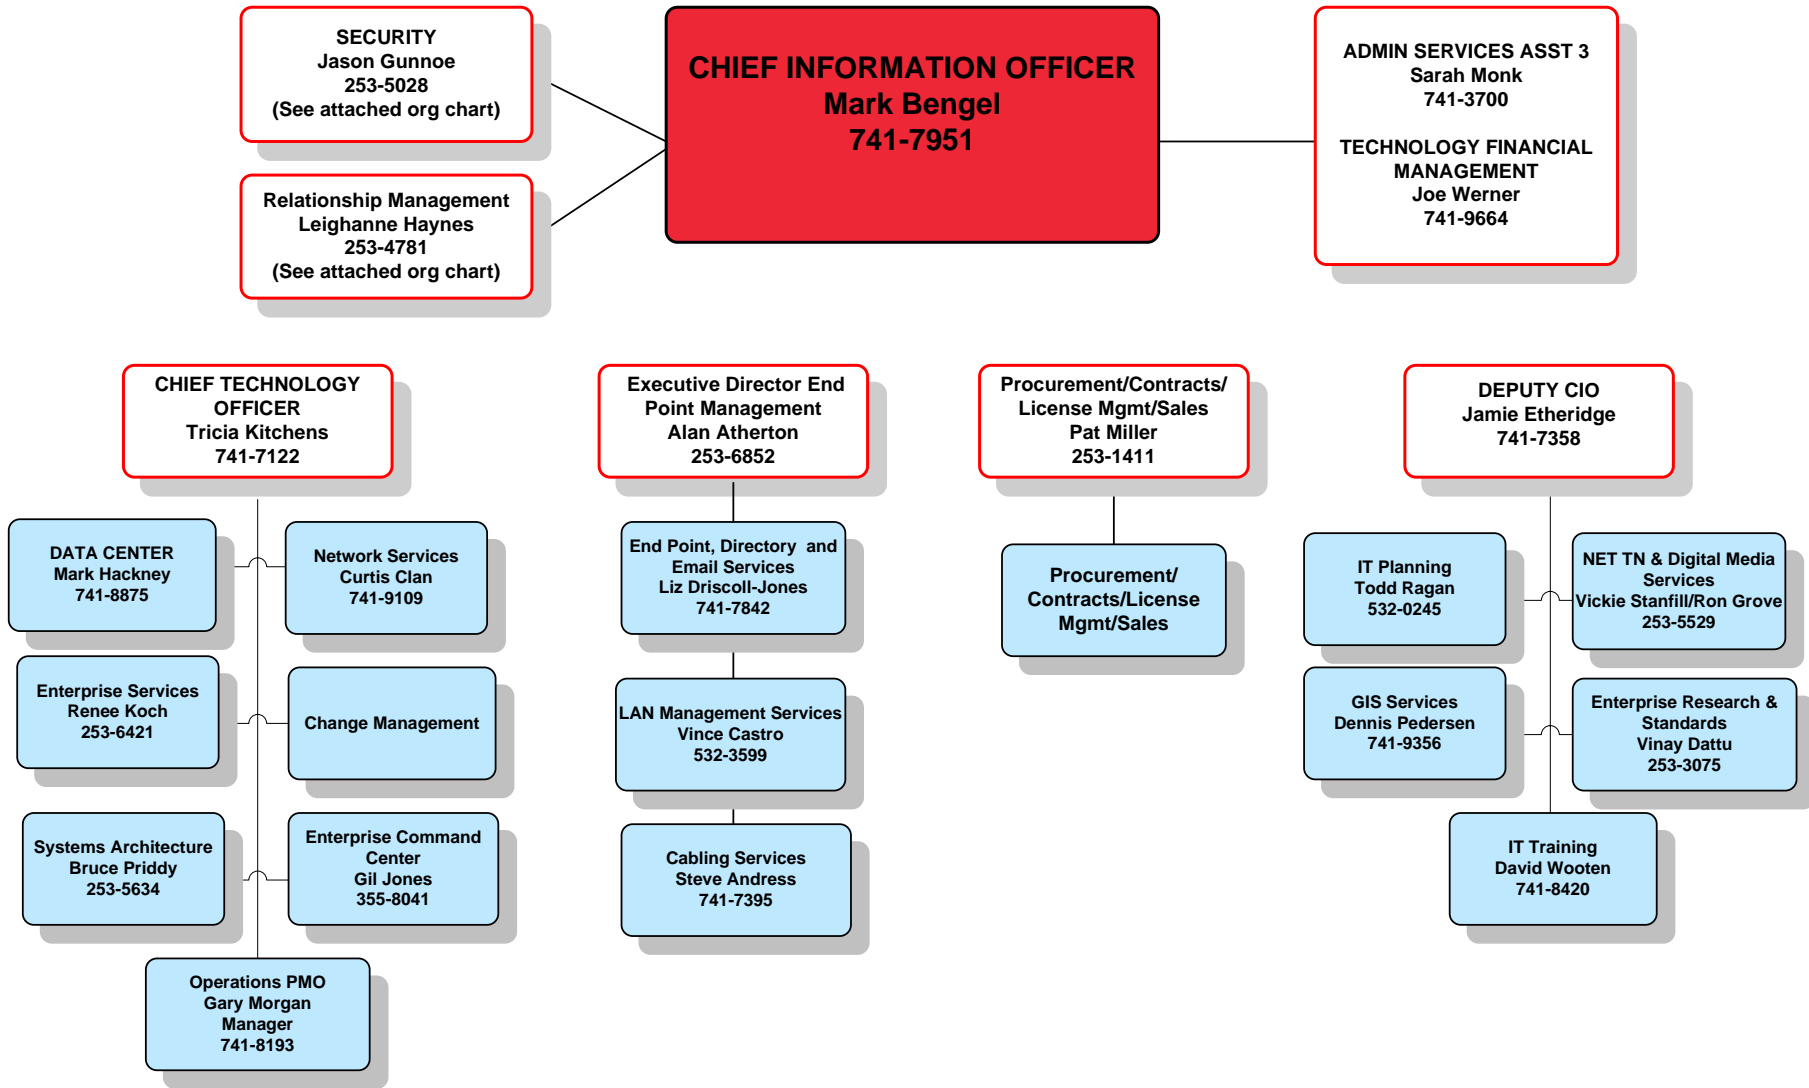 SECURITY
Jason Gunnoe
253-5028
(See attached org chart)
CHIEF INFORMATION OFFICER
Mark Bengel
741-7951
ADMIN SERVICES ASST 3
Sarah Monk
741-3700
TECHNOLOGY FINANCIAL
MANAGEMENT
Joe Werner
741-9664
Relationship Management
Leighanne Haynes
253-4781
(See attached org chart)
CHIEF TECHNOLOGY
OFFICER
Tricia Kitchens
741-7122
Executive Director End
Point Management
Alan Atherton
253-6852
Procurement/Contracts/
License Mgmt/Sales
Pat Miller
253-1411
DEPUTY CIO
Jamie Etheridge
741-7358
DATA CENTER
Mark Hackney
741-8875
Network Services
Curtis Clan
741-9109
Enterprise Services
Renee Koch
253-6421
Change Management
Systems Architecture
Bruce Priddy
253-5634
Enterprise Command
Center
Gil Jones
355-8041
Operations PMO
Gary Morgan
Manager
741-8193
End Point, Directory and
Email Services
Liz Driscoll-Jones
741-7842
LAN Management Services
Vince Castro
532-3599
Cabling Services
Steve Andress
741-7395
Procurement/
Contracts/License
Mgmt/Sales
IT Planning
Todd Ragan
532-0245
NET TN & Digital Media
Services
Vickie Stanfill/Ron Grove
253-5529
GIS Services
Dennis Pedersen
741-9356
Enterprise Research &
Standards
Vinay Dattu
253-3075
IT Training
David Wooten
741-8420